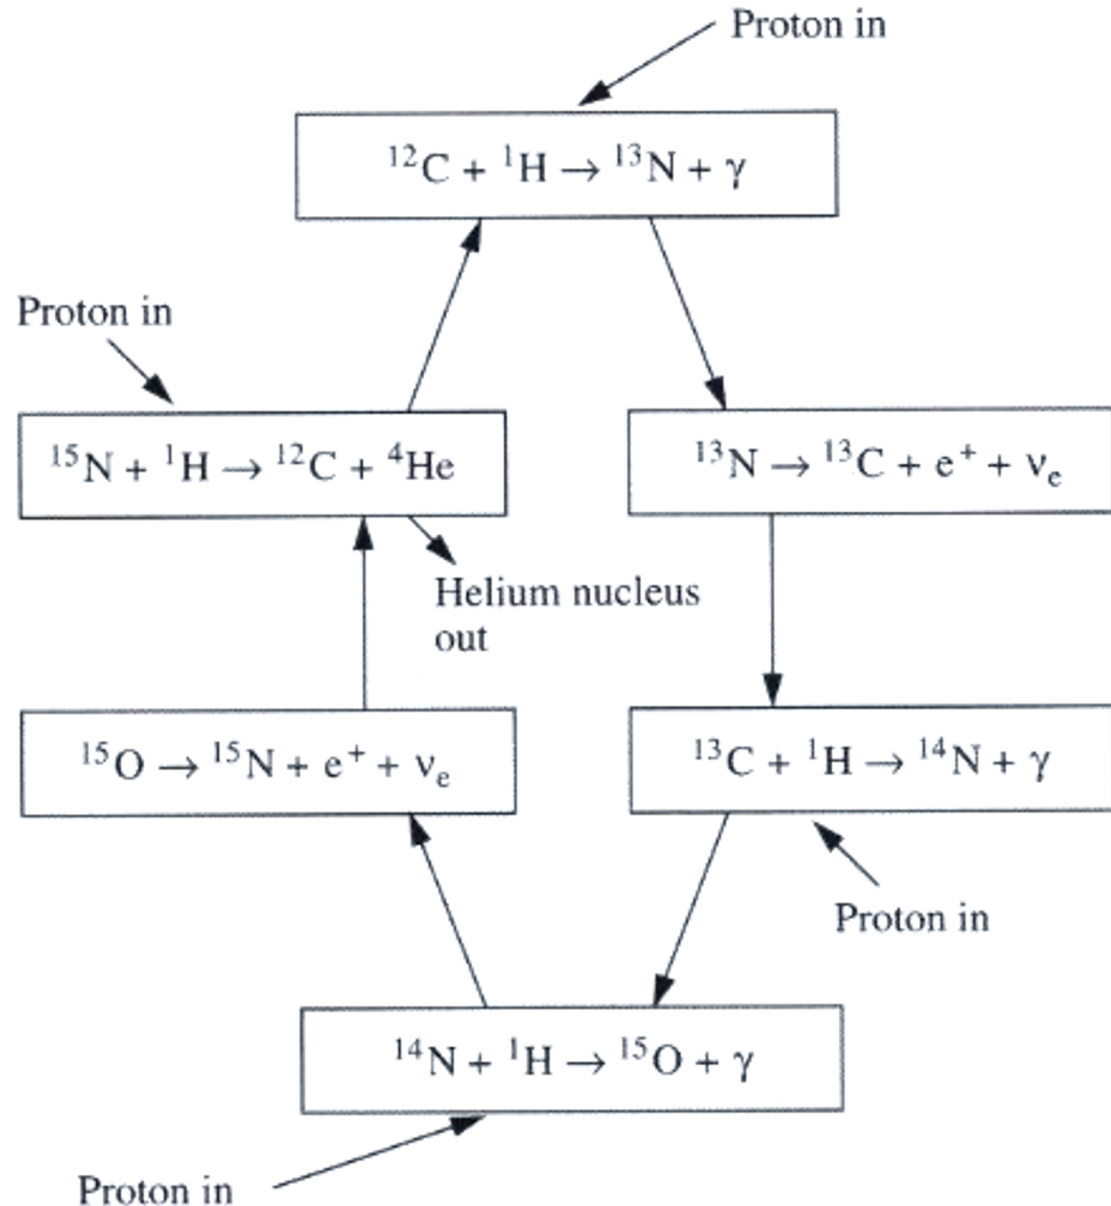 Proton in
¹²C + ¹H → ¹³N + γ
Proton in
¹⁵N + ¹H → ¹²C + ⁴He
¹³N → ¹³C + e⁺ + νₑ
Helium nucleus
out
¹⁵O → ¹⁵N + e⁺ + νₑ
¹³C + ¹H → ¹⁴N + γ
Proton in
¹⁴N + ¹H → ¹⁵O + γ
Proton in